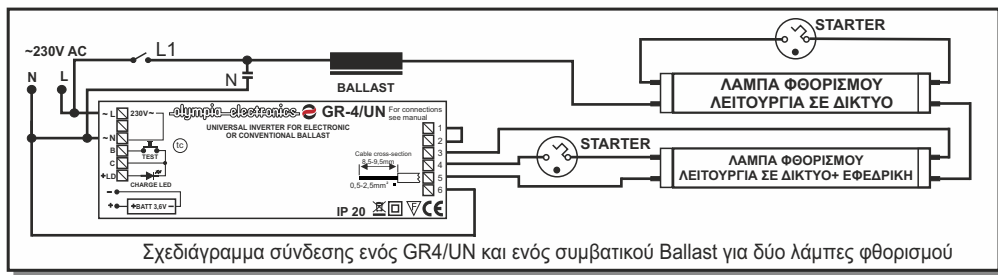 ~230V AC
N L
L1
N
BALLAST
STARTER
ΛΑΜΠΑ ΦΘΟΡΙΣΜΟΥ
ΛΕΙΤΟΥΡΓΙΑ ΣΕ ΔΙΚΤΥΟ
~ L
230V~
olympia electronics GR-4/UN
For connections
see manual
UNIVERSAL INVERTER FOR ELECTRONIC
OR CONVENTIONAL BALLAST
~ N
B
TEST
tc
C
+LD
CHARGE LED
- 
+
+BATT 3,6V -
Cable cross-section
8,5-9,5mm
0,5-2,5mm²
1
2
3
4
5
6
IP 20
F CE
STARTER
ΛΑΜΠΑ ΦΘΟΡΙΣΜΟΥ
ΛΕΙΤΟΥΡΓΙΑ ΣΕ ΔΙΚΤΥΟ+ ΕΦΕΔΡΙΚΗ
Σχεδιάγραμμα σύνδεσης ενός GR4/UN και ενός συμβατικού Ballast για δύο λάμπες φθορισμού